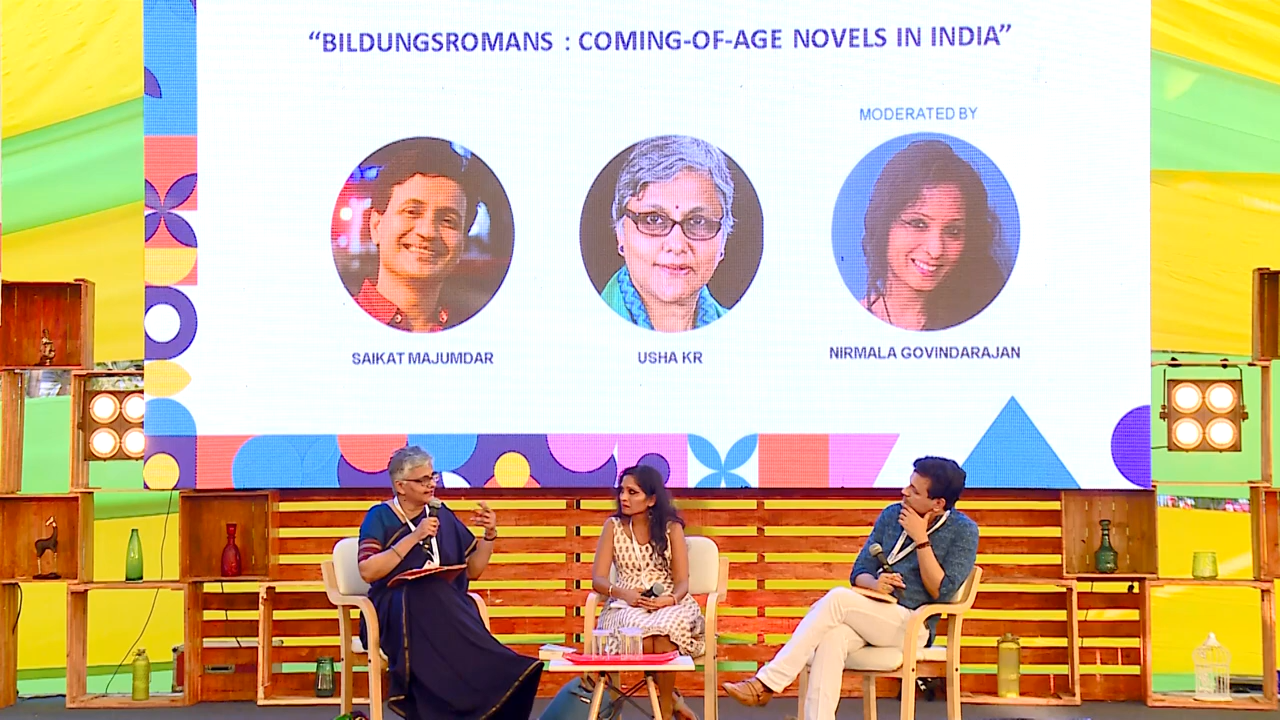 “BILDUNGSROMANS : COMING-OF-AGE NOVELS IN INDIA”
MODERATED BY
SAIKAT MAJUMDAR
USHA KR
NIRMALA GOVINDARAJAN